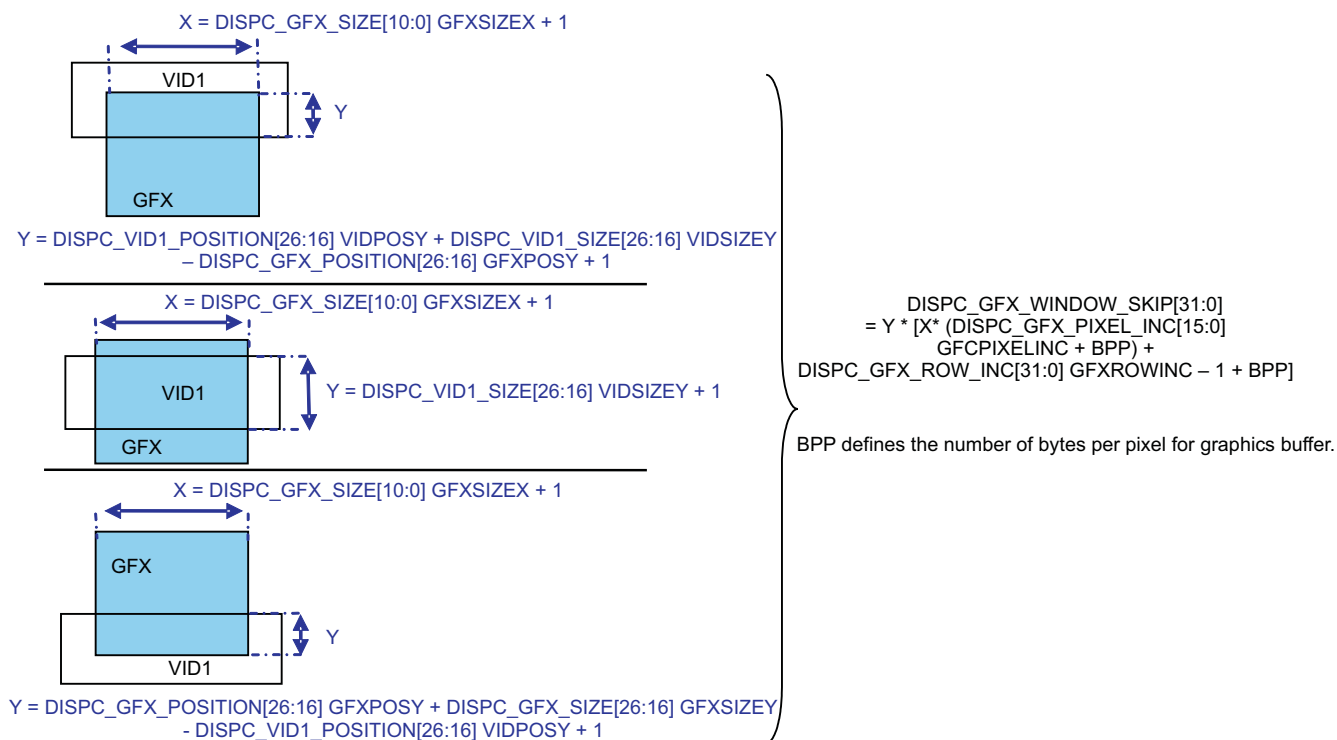 X = DISPC_GFX_SIZE[10:0] GFXSIZEX + 1
VID1
Y
GFX
Y = DISPC_VID1_POSITION[26:16] VIDPOSY + DISPC_VID1_SIZE[26:16] VIDSIZEY
– DISPC_GFX_POSITION[26:16] GFXPOSY + 1
X = DISPC_GFX_SIZE[10:0] GFXSIZEX + 1
VID1
Y = DISPC_VID1_SIZE[26:16] VIDSIZEY + 1
GFX
X = DISPC_GFX_SIZE[10:0] GFXSIZEX + 1
GFX
Y
VID1
Y = DISPC_GFX_POSITION[26:16] GFXPOSY + DISPC_GFX_SIZE[26:16] GFXSIZEY
- DISPC_VID1_POSITION[26:16] VIDPOSY + 1
DISPC_GFX_WINDOW_SKIP[31:0]
= Y * [X* (DISPC_GFX_PIXEL_INC[15:0]
GFCPIXELINC + BPP) +
DISPC_GFX_ROW_INC[31:0] GFXROWINC – 1 + BPP]
BPP defines the number of bytes per pixel for graphics buffer.